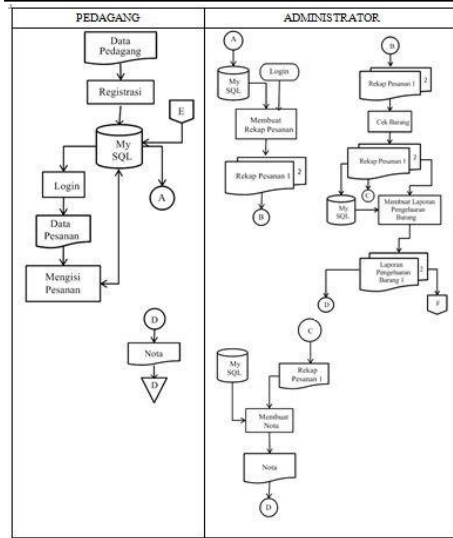 PEDAGANG
ADMINISTRATOR
Data
Pedagang
Registrasi
E
My
SQL
Login
A
Data
Pesanan
Mengisi
Pesanan
D
Nota
D
A
My
SQL
Login
Membuat
Rekap Pesanan
Rekap Pesanan 1
2
B
B
Rekap Pesanan 1
2
Cek Barang
Rekap Pesanan 1
2
C
My
SQL
Membuat Laporan
Pengeluaran
Barang
Laporan
Pengeluaran
Barang 1
2
D
F
C
My
SQL
Rekap
Pesanan 1
Membuat
Nota
Nota
D